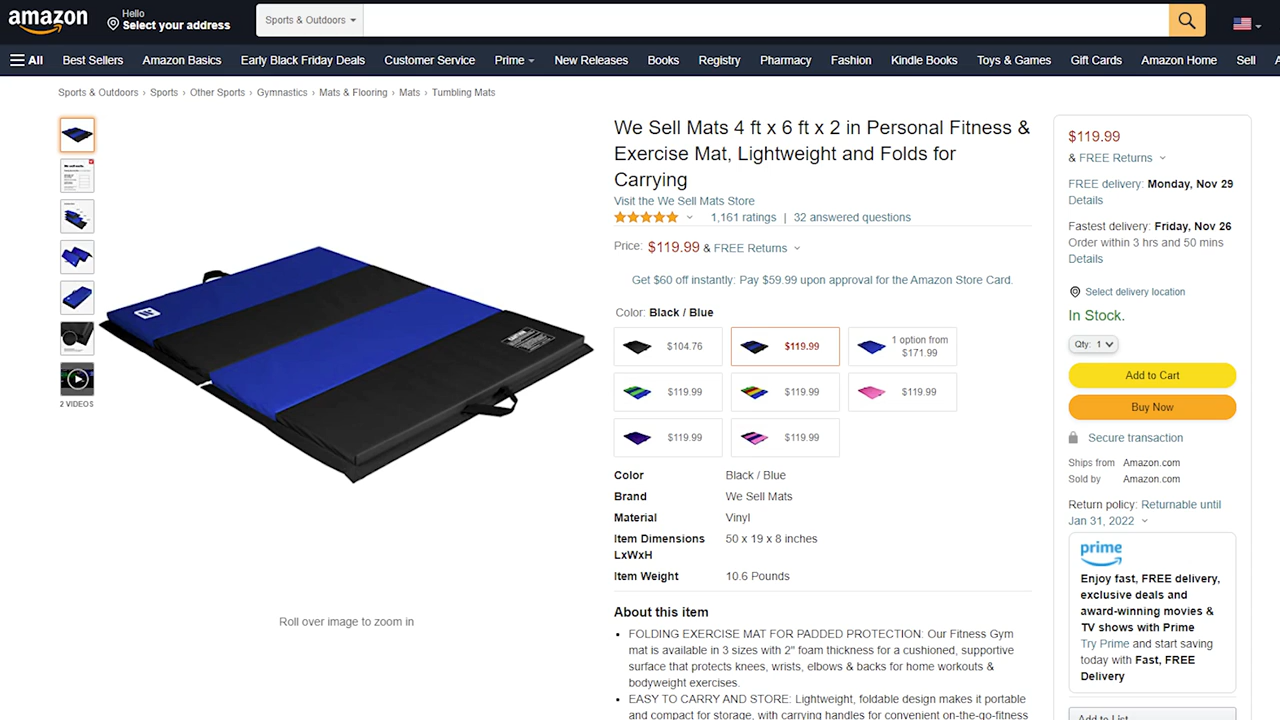 amazon
Hello
Select your address
Sports & Outdoors
All
Best Sellers
Amazon Basics
Early Black Friday Deals
Customer Service
Prime
New Releases
Books
Registry
Pharmacy
Fashion
Kindle Books
Toys & Games
Gift Cards
Amazon Home
Sell
Sports & Outdoors › Sports › Other Sports › Gymnastics › Mats & Flooring › Mats › Tumbling Mats
2 VIDEOS
Roll over image to zoom in
We Sell Mats 4 ft x 6 ft x 2 in Personal Fitness &
Exercise Mat, Lightweight and Folds for
Carrying
Visit the We Sell Mats Store
1,161 ratings | 32 answered questions
Price: $119.99 & FREE Returns
Get $60 off instantly: Pay $59.99 upon approval for the Amazon Store Card.
Color: Black / Blue
$104.76
$119.99
1 option from
$171.99
$119.99
$119.99
$119.99
$119.99
$119.99
Color Black / Blue
Brand We Sell Mats
Material Vinyl
Item Dimensions 50 x 19 x 8 inches
LxWxH
Item Weight 10.6 Pounds
About this item
• FOLDING EXERCISE MAT FOR PADDED PROTECTION: Our Fitness Gym
mat is available in 3 sizes with 2" foam thickness for a cushioned, supportive
surface that protects knees, wrists, elbows & backs for home workouts &
bodyweight exercises.
• EASY TO CARRY AND STORE: Lightweight, foldable design makes it portable
and compact for storage, with carrying handles for convenient on-the-go-fitness
$119.99
& FREE Returns
FREE delivery: Monday, Nov 29
Details
Fastest delivery: Friday, Nov 26
Order within 3 hrs and 50 mins
Details
Select delivery location
In Stock.
Qty: 1
Add to Cart
Buy Now
Secure transaction
Ships from Amazon.com
Sold by Amazon.com
Return policy: Returnable until
Jan 31, 2022
prime
Enjoy fast, FREE delivery,
exclusive deals and
award-winning movies &
TV shows with Prime
Try Prime and start saving
today with Fast, FREE
Delivery
Add to List